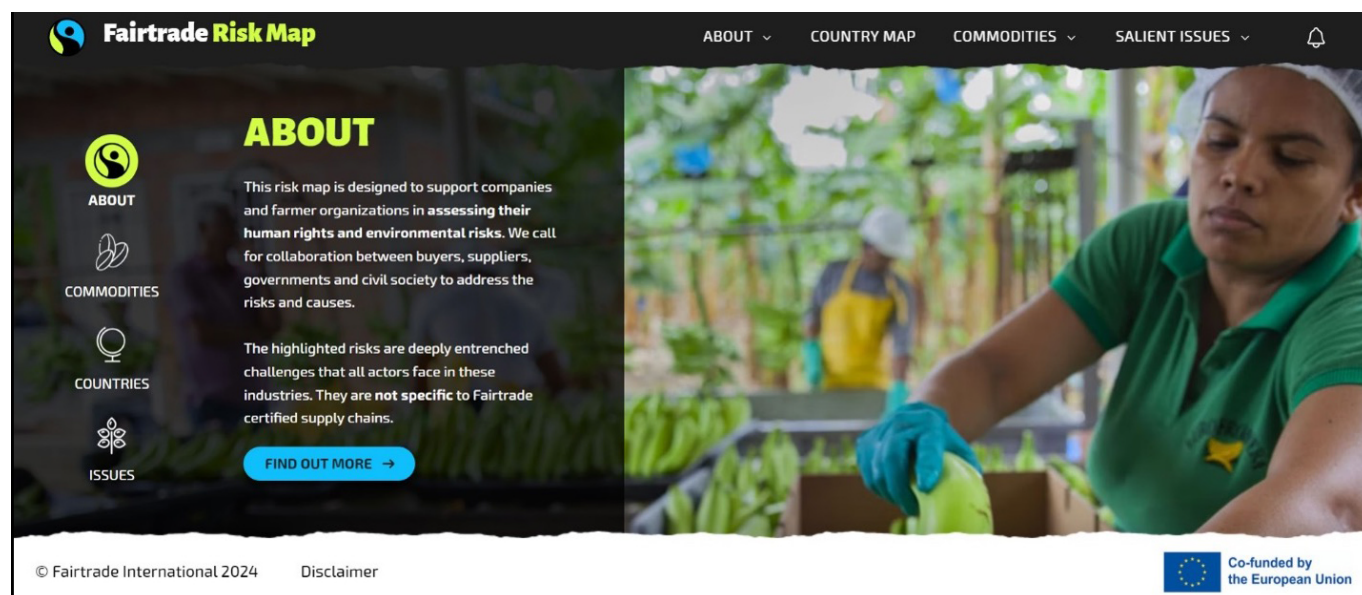 Fairtrade Risk Map
ABOUT
COUNTRY MAP
COMMODITIES
SALIENT ISSUES
ABOUT
COMMODITIES
COUNTRIES
ISSUES
ABOUT
This risk map is designed to support companies
and farmer organizations in assessing their
human rights and environmental risks. We call
for collaboration between buyers, suppliers,
governments and civil society to address the
risks and causes.
The highlighted risks are deeply entrenched
challenges that all actors face in these
industries. They are not specific to Fairtrade
certified supply chains.
FIND OUT MORE →
© Fairtrade International 2024
Disclaimer
Co-funded by
the European Union